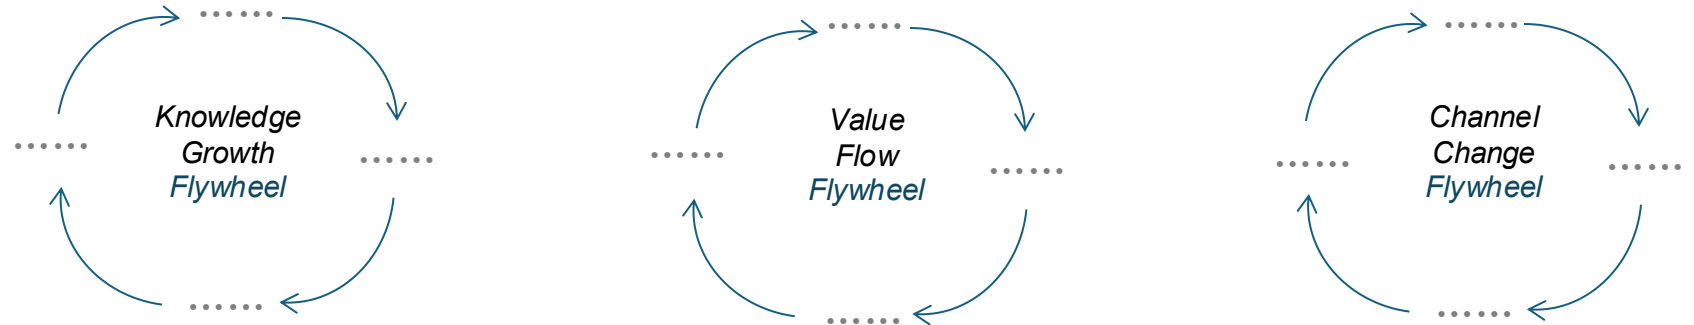 ......
Knowledge
Growth
Flywheel
......
......
......
......
Value
Flow
Flywheel
......
......
......
......
Channel
Change
Flywheel
......
......
......